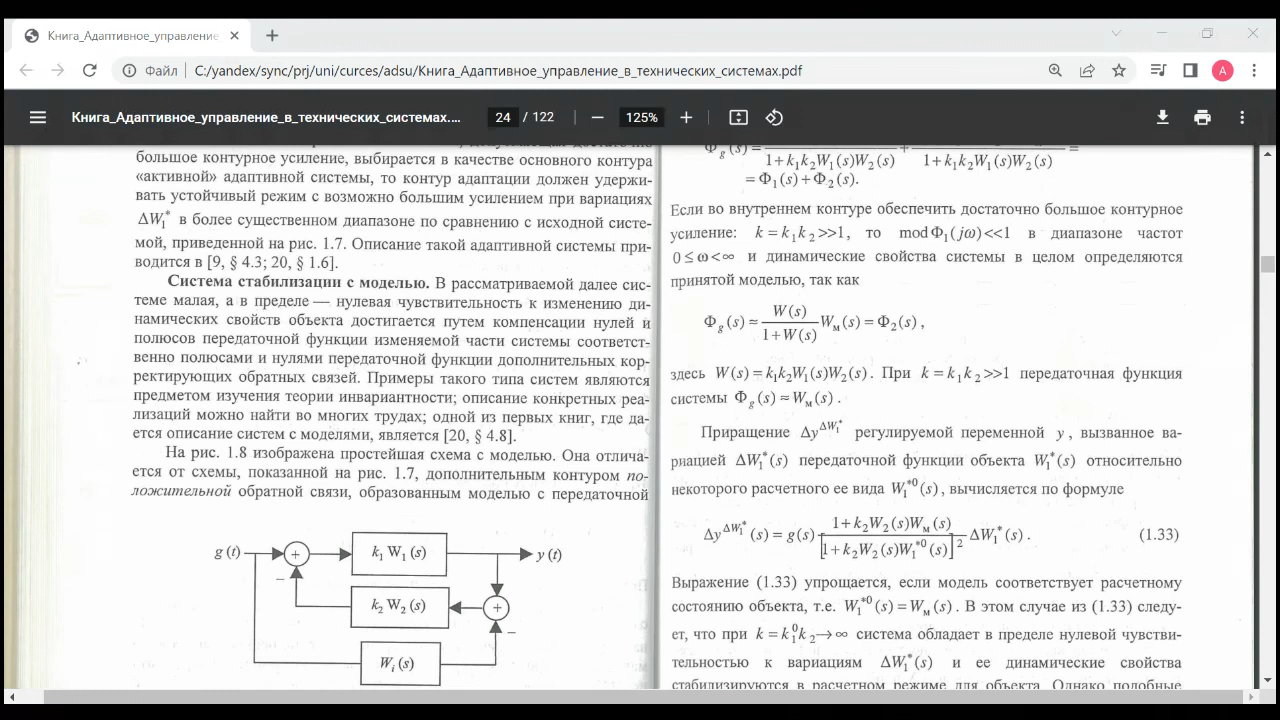 Книга_Адаптивное_управление
Файл C:/yandex/sync/prj/uni/curces/adsu/Книга_Адаптивное_управление_в_технических_системах.pdf
A
Книга_Адаптивное_управление_в_технических_системах....
24 / 122
125%
большое контурное усиление, выбирается в качестве основного контура
«активной» адаптивной системы, то контур адаптации должен удержи-
вать устойчивый режим с возможно большим усилением при вариациях
ΔW₁* в более существенном диапазоне по сравнению с исходной систе-
мой, приведенной на рис. 1.7. Описание такой адаптивной системы при-
водится в [9, § 4.3; 20, § 1.6].
Система стабилизации с моделью. В рассматриваемой далее сис-
теме малая, а в пределе — нулевая чувствительность к изменению ди-
намических свойств объекта достигается путем компенсации нулей и
полюсов передаточной функции изменяемой части системы соответст-
венно полюсами и нулями передаточной функции дополнительных кор-
ректирующих обратных связей. Примеры такого типа систем являются
предметом изучения теории инвариантности; описание конкретных реа-
лизаций можно найти во многих трудах; одной из первых книг, где да-
ется описание систем с моделями, является [20, § 4.8].
На рис. 1.8 изображена простейшая схема с моделью. Она отлича-
ется от схемы, показанной на рис. 1.7, дополнительным контуром по-
ложительной обратной связи, образованным моделью с передаточной
g (t)
+
−
k₁ W₁ (s)
y (t)
k₂ W₂ (s)
+
−
Wᵢ (s)
Φg (s) =
1+k₁k₂W₁(s)W₂(s) + 1+k₁k₂W₁(s)W₂(s) =
= Φ₁(s)+Φ₂(s).
Если во внутреннем контуре обеспечить достаточно большое контурное
усиление: k = k₁k₂ >>1, то mod Φ₁(jω)<<1 в диапазоне частот
0 ≤ ω < ∞ и динамические свойства системы в целом определяются
принятой моделью, так как
Φg (s) ≈ W(s) / 1+W(s) Wм(s) = Φ₂(s),
здесь W(s) = k₁k₂W₁(s)W₂(s). При k = k₁k₂ >>1 передаточная функция
системы Φg (s) ≈ Wм(s).
Приращение Δy^ΔW₁* регулируемой переменной y, вызванное ва-
риацией ΔW₁*(s) передаточной функции объекта W₁*(s) относительно
некоторого расчетного ее вида W₁*⁰(s), вычисляется по формуле
Δy^ΔW₁*(s) = g(s) 1+k₂W₂(s)Wм(s) / [1+k₂W₂(s)W₁*⁰(s)]² ΔW₁*(s). (1.33)
Выражение (1.33) упрощается, если модель соответствует расчетному
состоянию объекта, т.е. W₁*⁰(s) = Wм(s). В этом случае из (1.33) следу-
ет, что при k = k₁⁰k₂→∞ система обладает в пределе нулевой чувстви-
тельностью к вариациям ΔW₁*(s) и ее динамические свойства
стабилизируются в расчетном режиме для объекта. Однако подобные